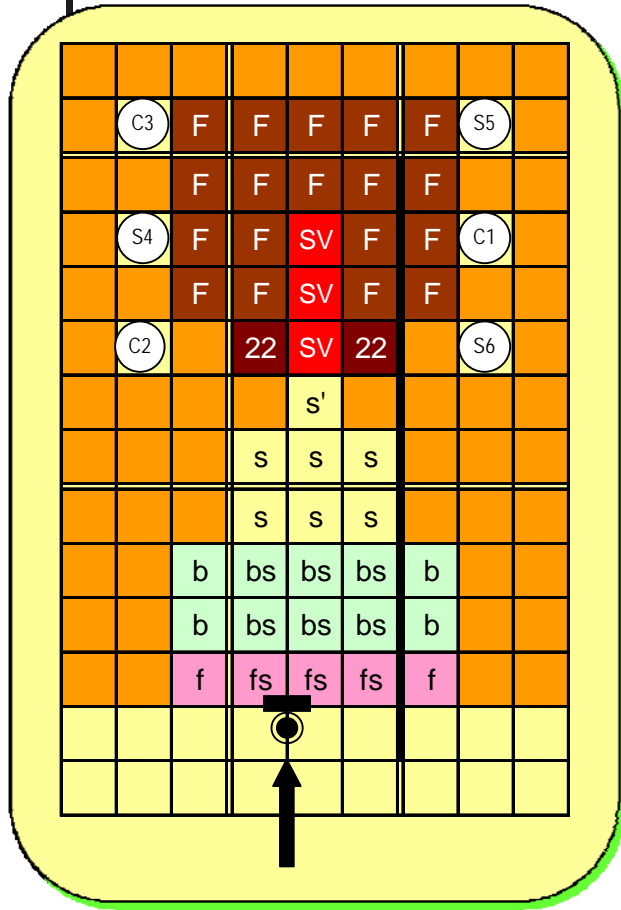 C3 F F F F F S5
F F F F F
S4 F F SV F F C1
F F SV F F
C2 22 SV 22 S6
s'
s s s
s s s
b bs bs bs b
b bs bs bs b
f fs fs fs f